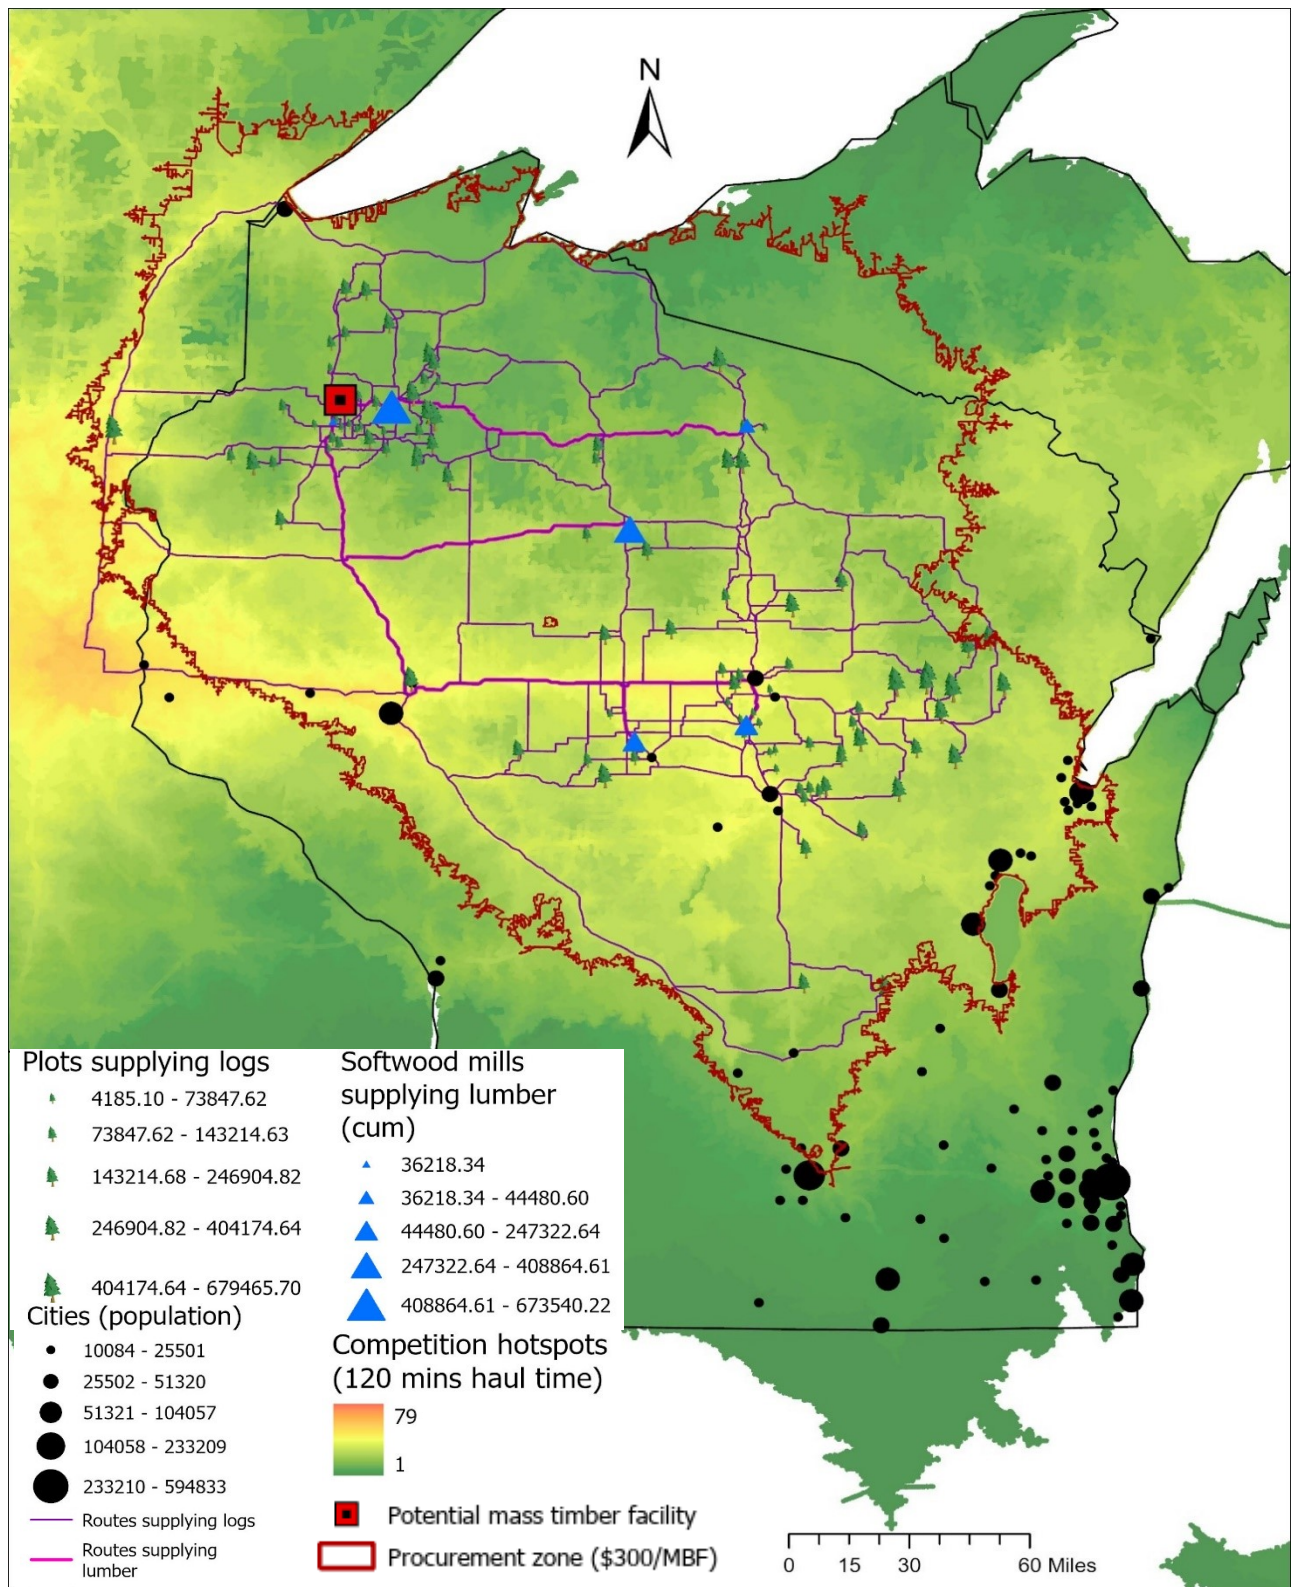 N
Plots supplying logs
4185.10 - 73847.62
73847.62 - 143214.63
143214.68 - 246904.82
246904.82 - 404174.64
404174.64 - 679465.70
Cities (population)
10084 - 25501
25502 - 51320
51321 - 104057
104058 - 233209
233210 - 594833
Routes supplying logs
Routes supplying
lumber
Softwood mills
supplying lumber
(cum)
36218.34
36218.34 - 44480.60
44480.60 - 247322.64
247322.64 - 408864.61
408864.61 - 673540.22
Competition hotspots
(120 mins haul time)
79
1
Potential mass timber facility
Procurement zone ($300/MBF)
0 15 30 60 Miles